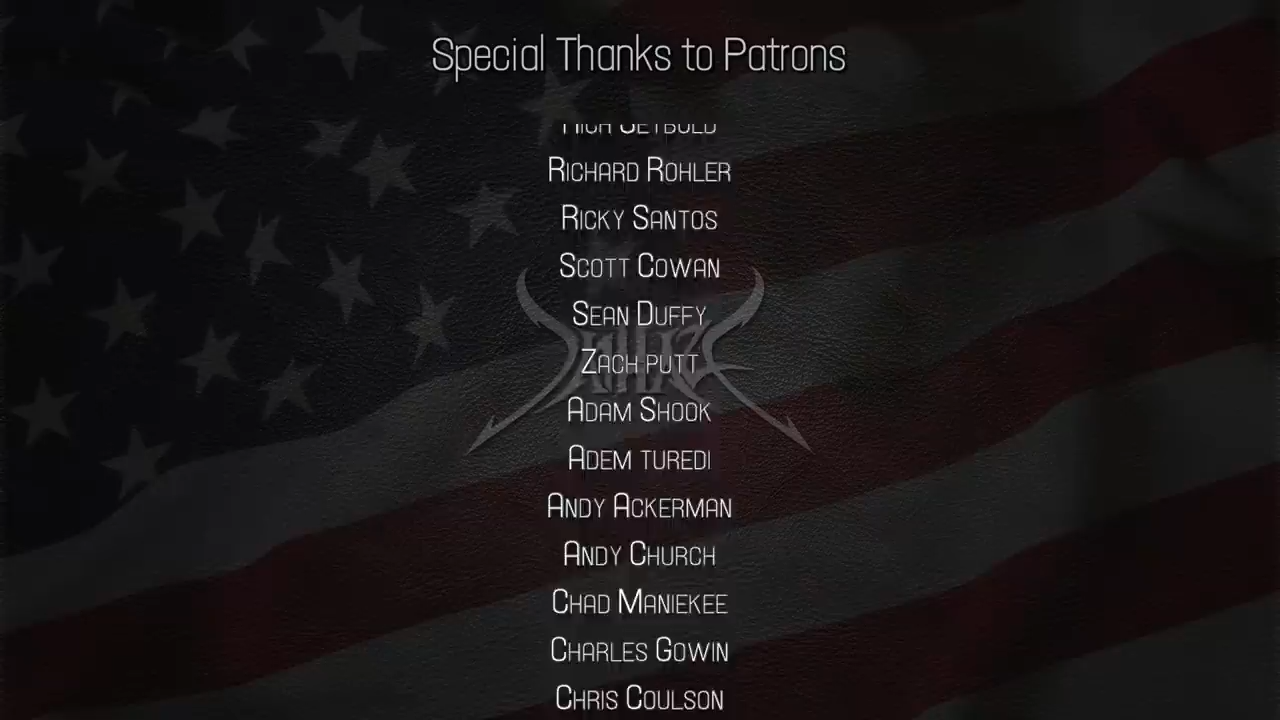 Special Thanks to Patrons
Richard Rohler
Ricky Santos
Scott Cowan
Sean Duffy
Zach putt
Adam Shook
Adem turedi
Andy Ackerman
Andy Church
Chad Maniekee
Charles Gowin
Chris Coulson